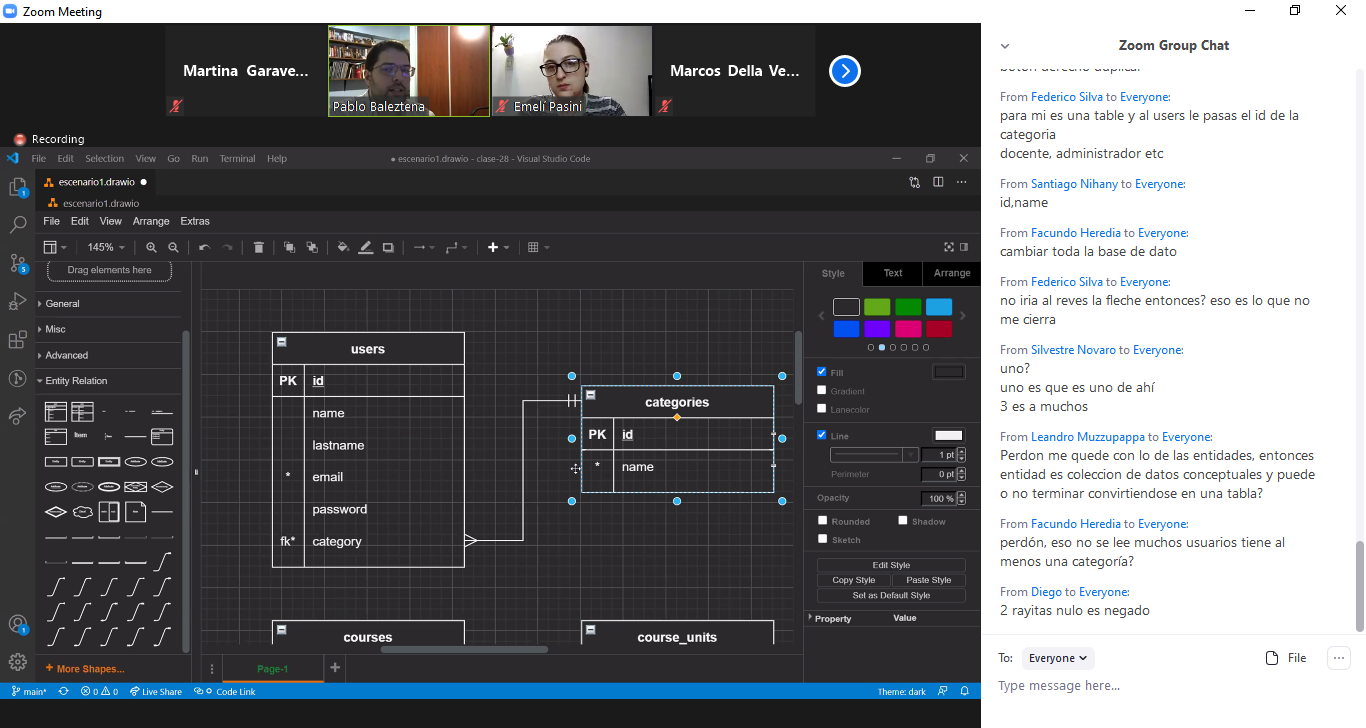 Zoom Meeting
Martina Garave...
Pablo Baleztena
Emelí Pasini
Marcos Della Ve...
Recording
File Edit Selection View Go Run Terminal Help
● escenario1.drawio - clase-28 - Visual Studio Code
escenario1.drawio ●
escenario1.drawio
File Edit View Arrange Extras
145%
Drag elements here
General
Misc
Advanced
Entity Relation
+ More Shapes...
users
PK id
name
lastname
* email
password
fk* category
categories
PK id
* name
courses
course_units
Page-1
Style Text Arrange
Fill
Gradient
Lanecolor
Line
1 pt
Perimeter 0 pt
Opacity 100 %
Rounded Shadow
Sketch
Edit Style
Copy Style Paste Style
Set as Default Style
Property Value
main* 0 0 Live Share Code Link
Theme: dark
Zoom Group Chat
boton derecho duplicar
From Federico Silva to Everyone:
para mi es una table y al users le pasas el id de la
categoria
docente, administrador etc
From Santiago Nihany to Everyone:
id,name
From Facundo Heredia to Everyone:
cambiar toda la base de dato
From Federico Silva to Everyone:
no iria al reves la fleche entonces? eso es lo que no
me cierra
From Silvestre Novaro to Everyone:
uno?
uno es que es uno de ahí
3 es a muchos
From Leandro Muzzupappa to Everyone:
Perdon me quede con lo de las entidades, entonces
entidad es coleccion de datos conceptuales y puede
o no terminar convirtiendose en una tabla?
From Facundo Heredia to Everyone:
perdón, eso no se lee muchos usuarios tiene al
menos una categoría?
From Diego to Everyone:
2 rayitas nulo es negado
To: Everyone
File
Type message here...